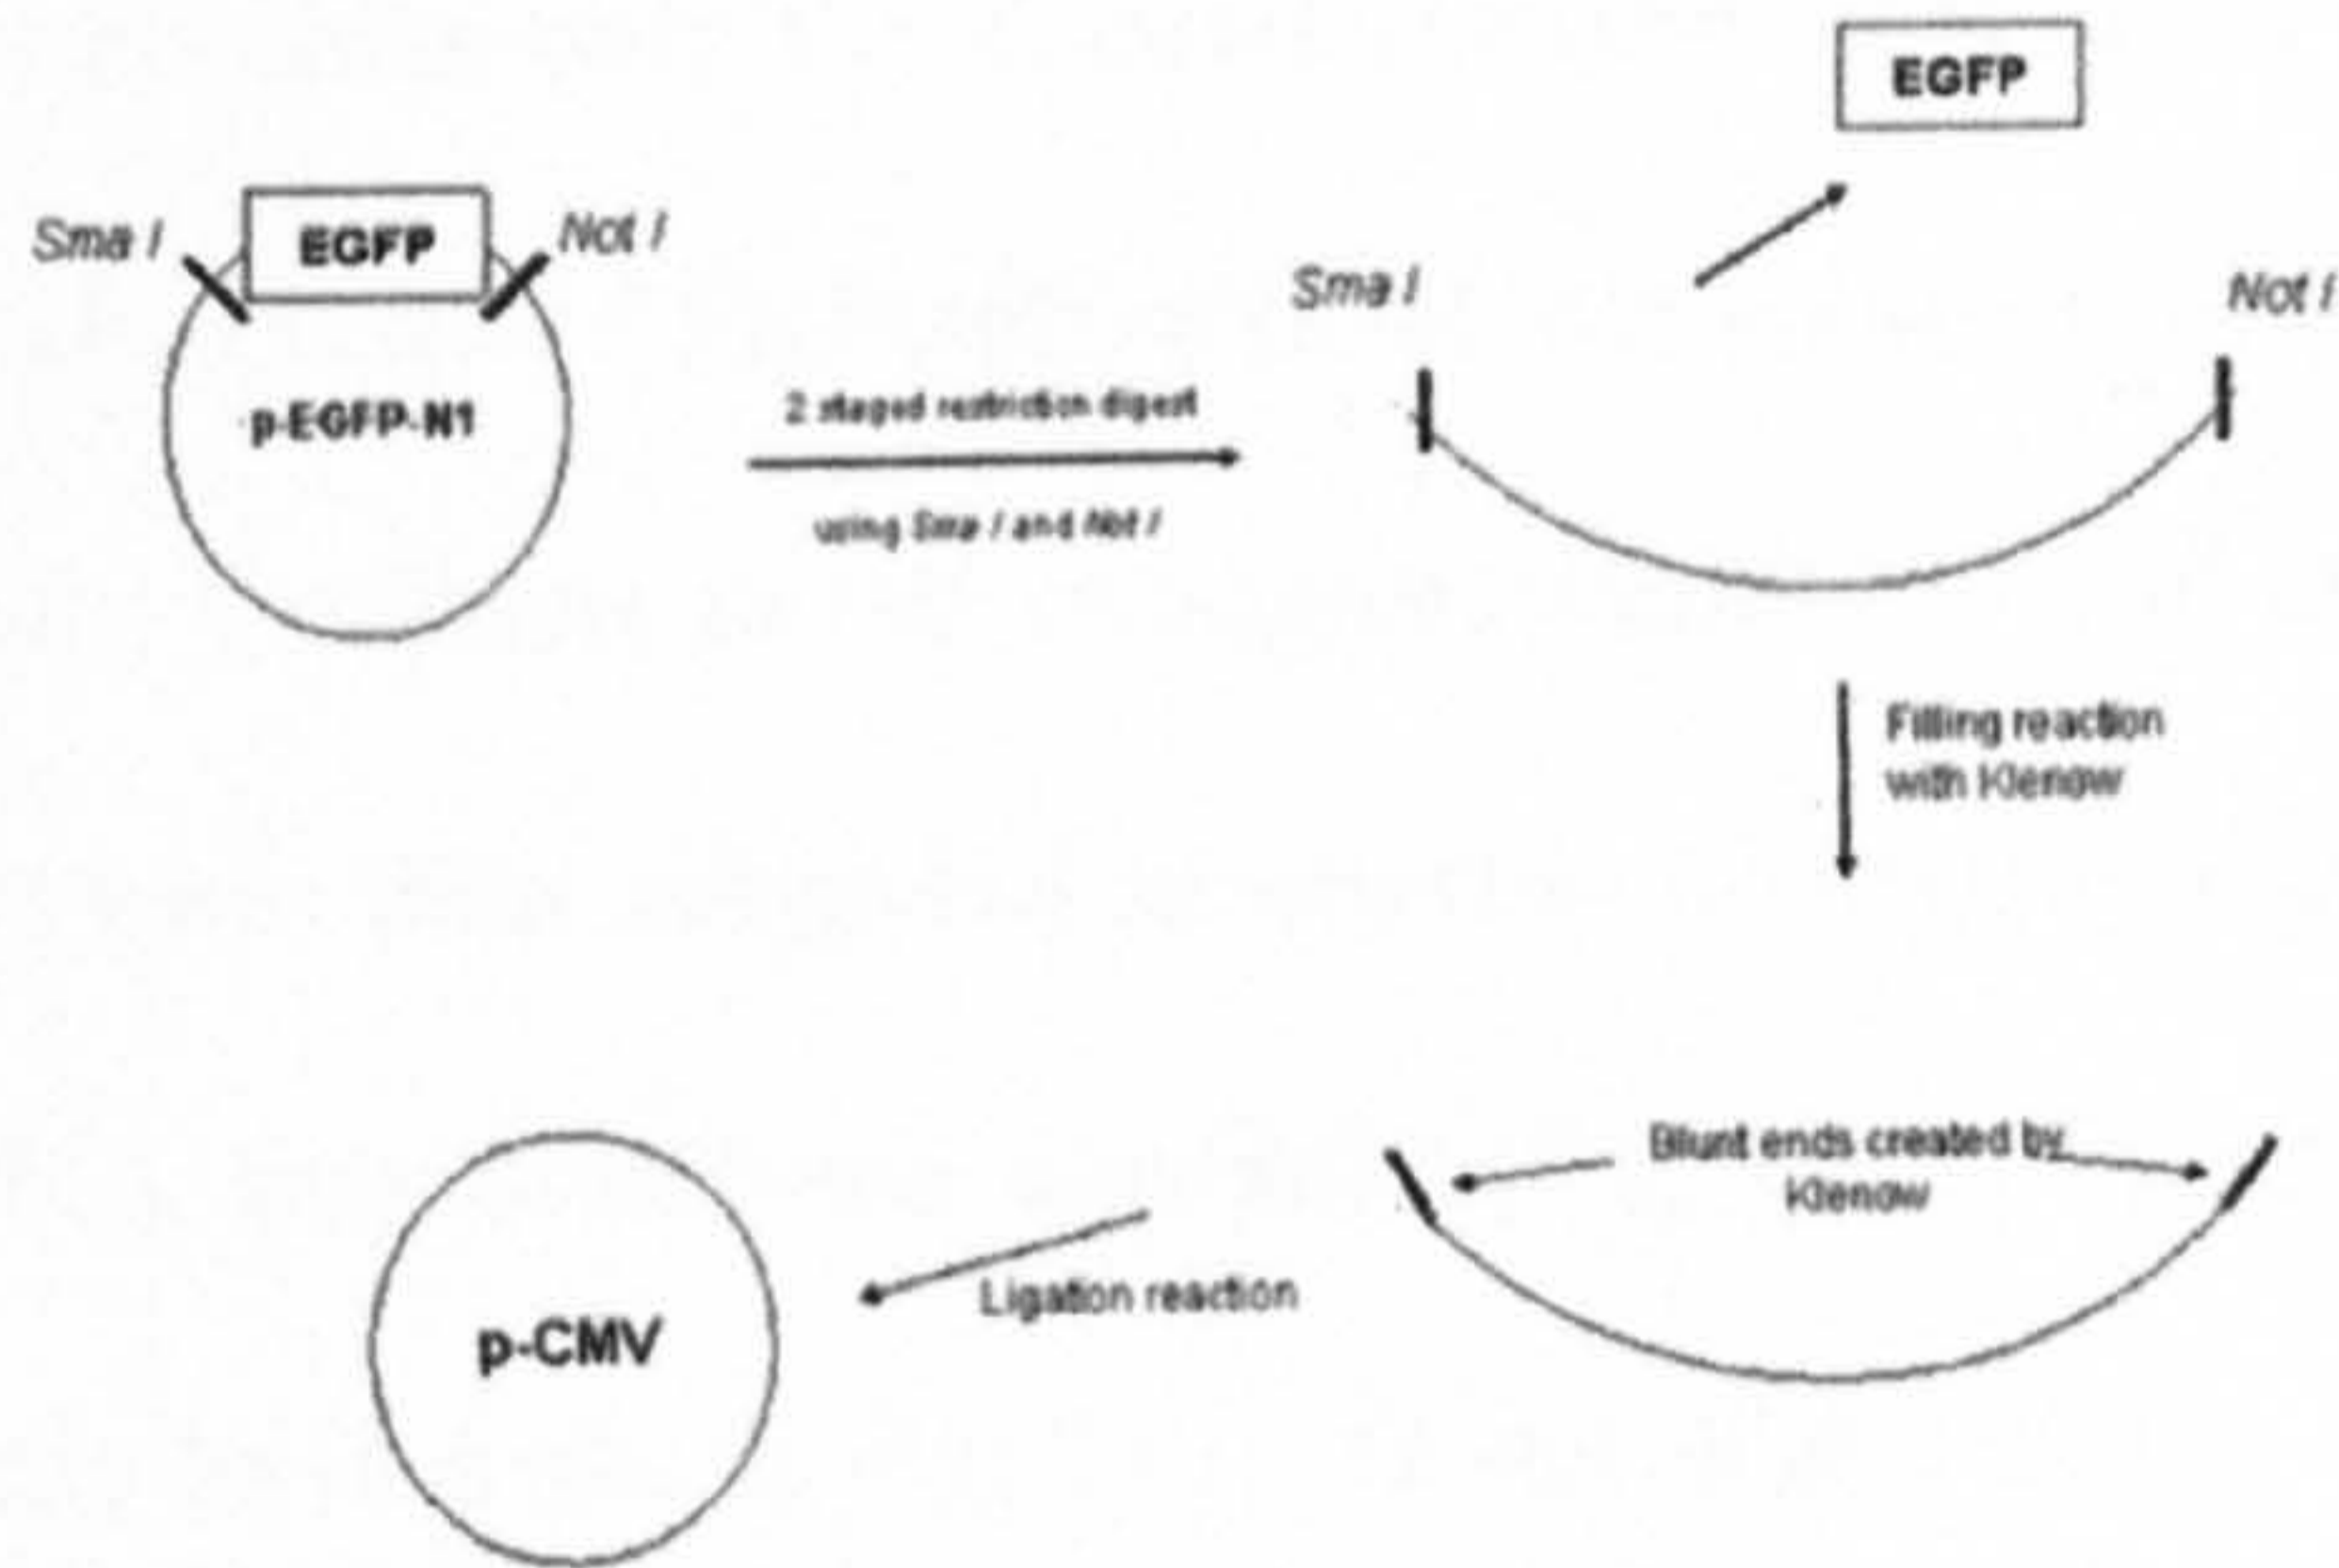 EGFP
Sma I
EGFP
Not I
p-EGFP-N1
2 staged restriction digest
using Sma I and Not I
Sma I
Not I
Filling reaction
with Klenow
Blunt ends created by
Klenow
Ligation reaction
p-CMV